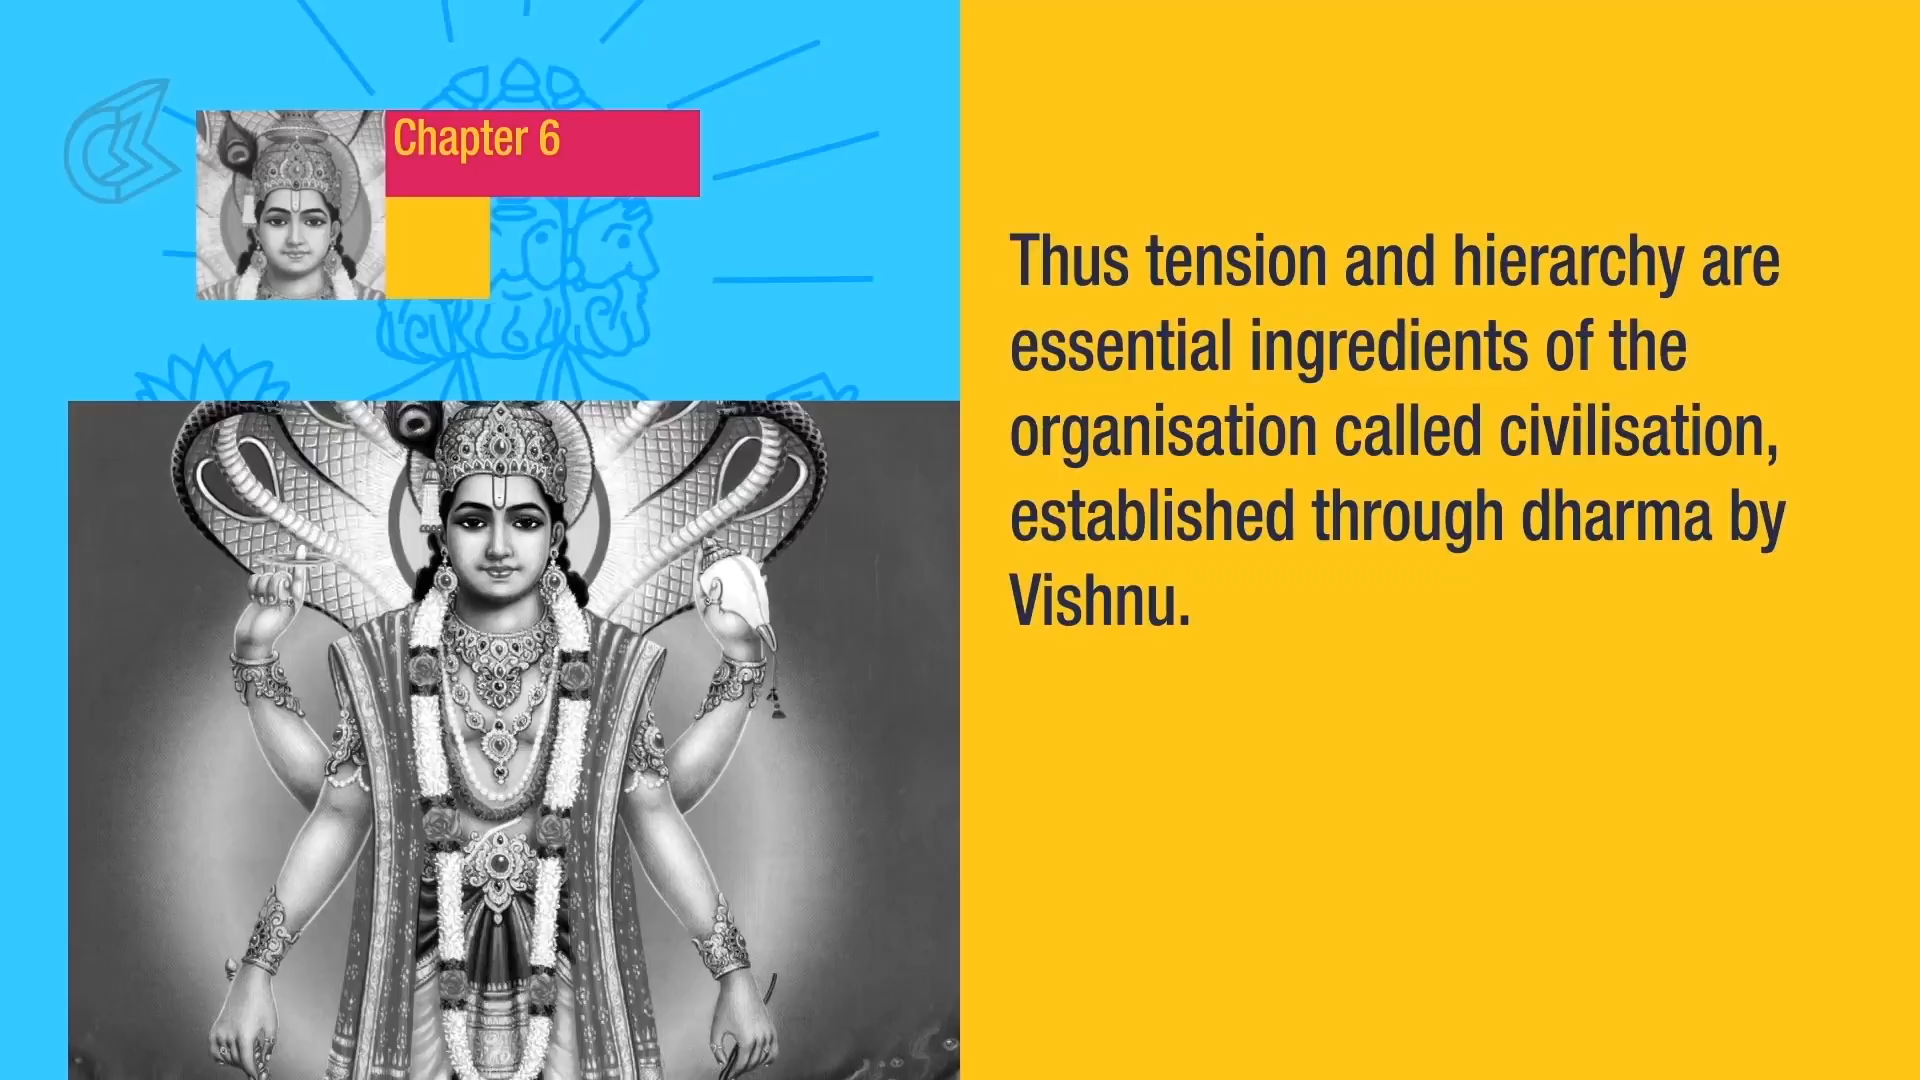 Chapter 6
Thus tension and hierarchy are
essential ingredients of the
organisation called civilisation,
established through dharma by
Vishnu.